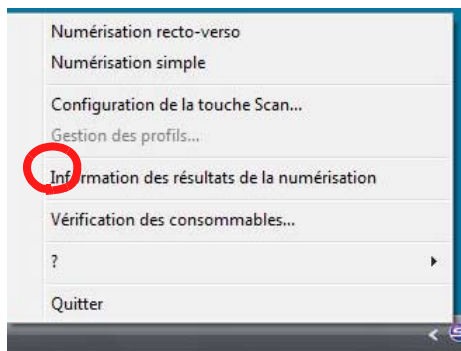 Numérisation recto-verso
Numérisation simple
Configuration de la touche Scan...
Gestion des profils...
Information des résultats de la numérisation
Vérification des consommables...
?
Quitter